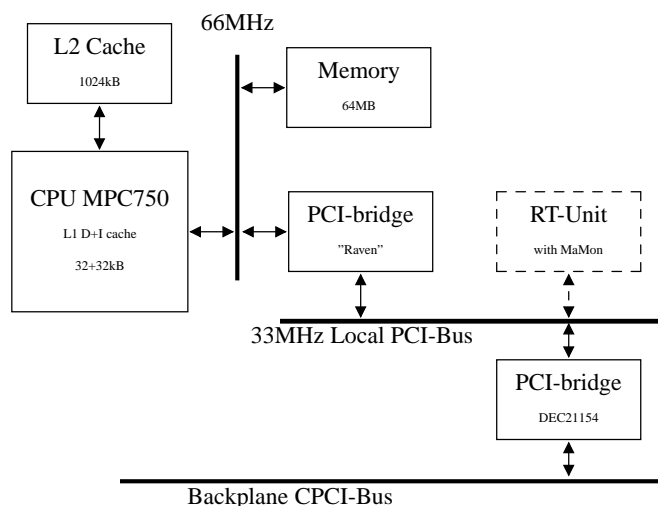 66MHz
L2 Cache
1024kB
Memory
64MB
CPU MPC750
L1 D+I cache
32+32kB
PCI-bridge
”Raven”
RT-Unit
with MaMon
33MHz Local PCI-Bus
PCI-bridge
DEC21154
Backplane CPCI-Bus